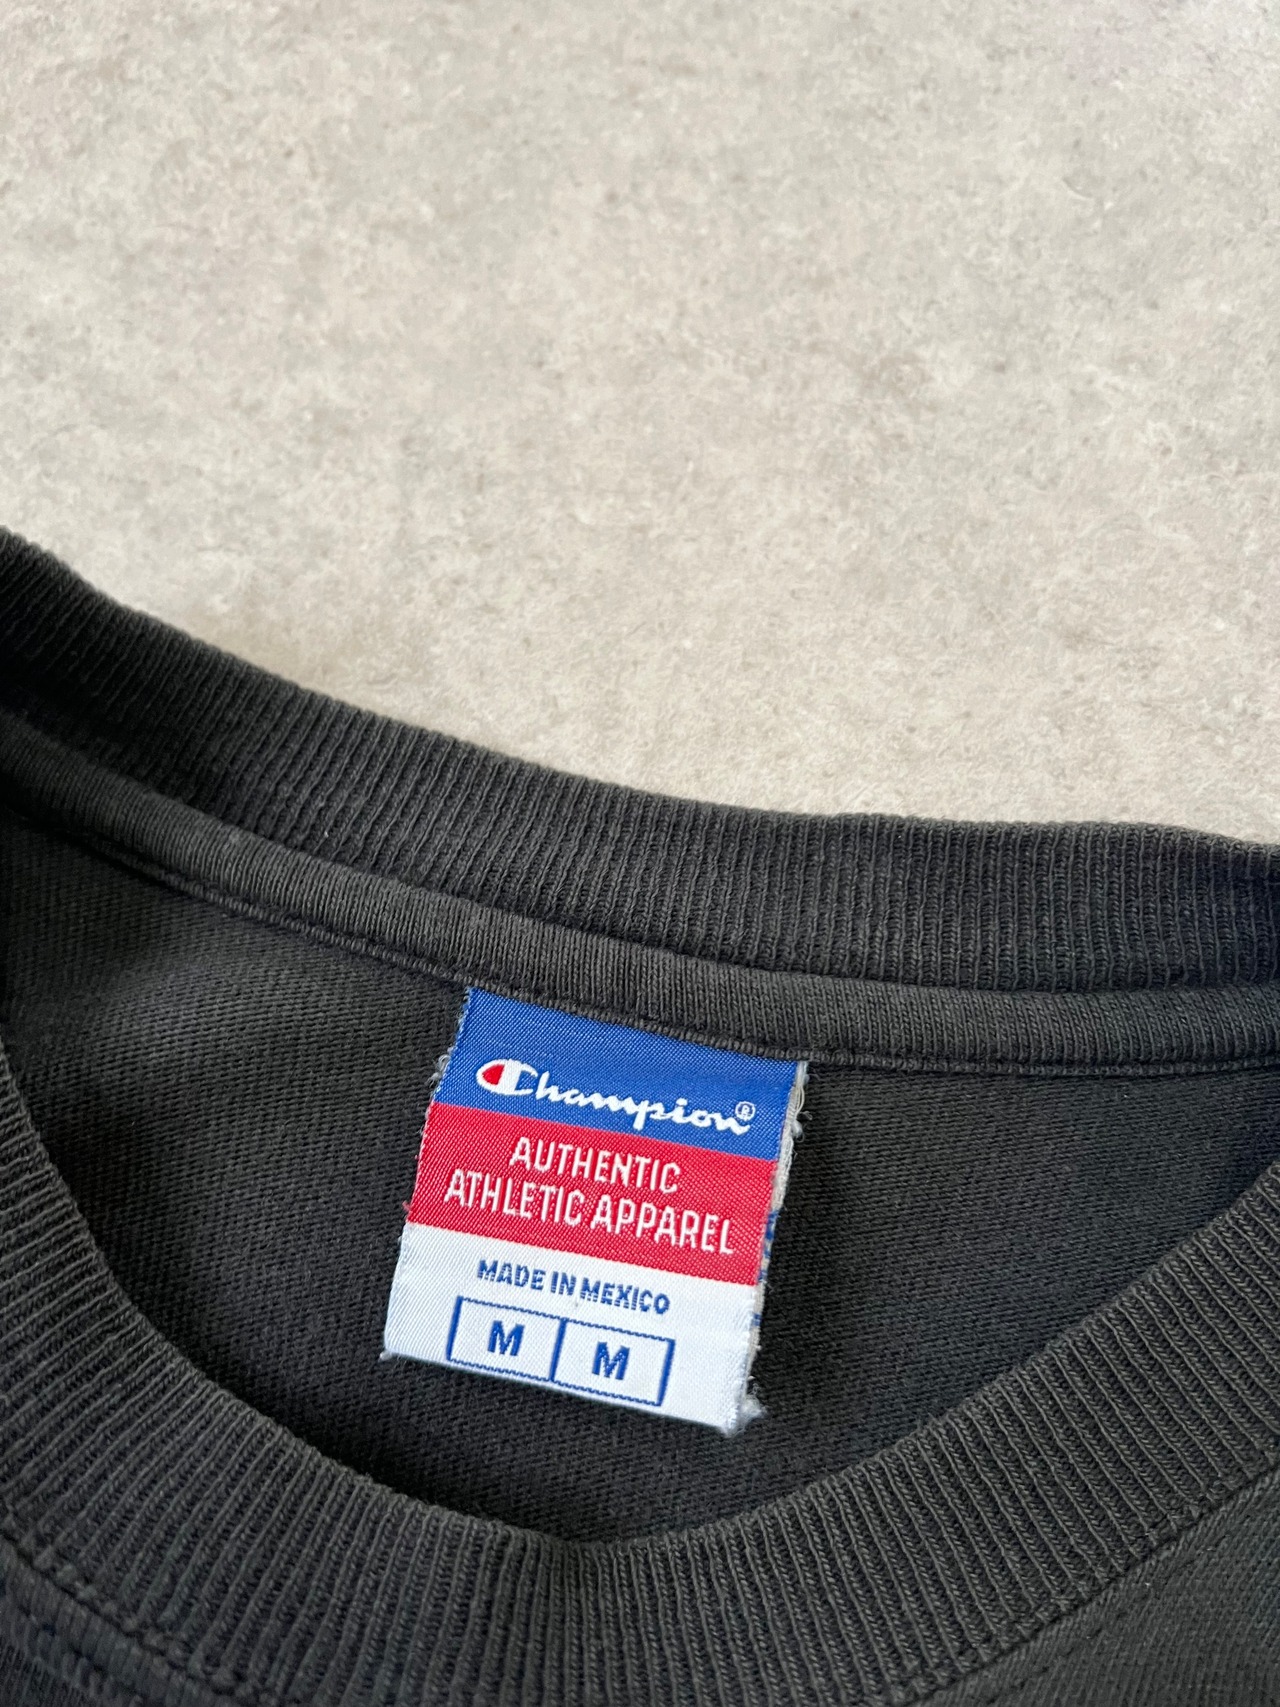 Champion®
AUTHENTIC
ATHLETIC APPAREL
MADE IN MEXICO
M M